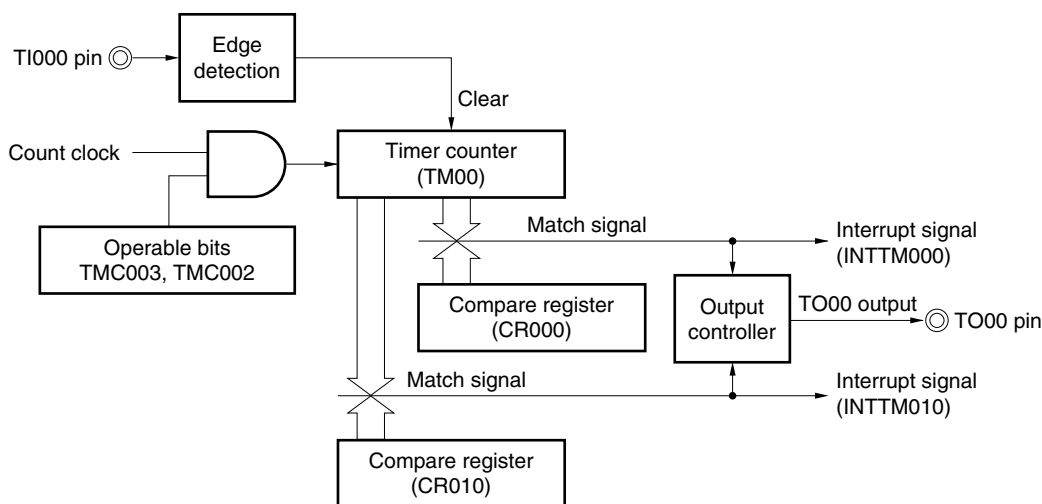 TI000 pin
Edge
detection
Clear
Count clock
Timer counter
(TM00)
Operable bits
TMC003, TMC002
Match signal
Interrupt signal
(INTTM000)
Compare register
(CR000)
Output
controller
TO00 output
TO00 pin
Match signal
Interrupt signal
(INTTM010)
Compare register
(CR010)